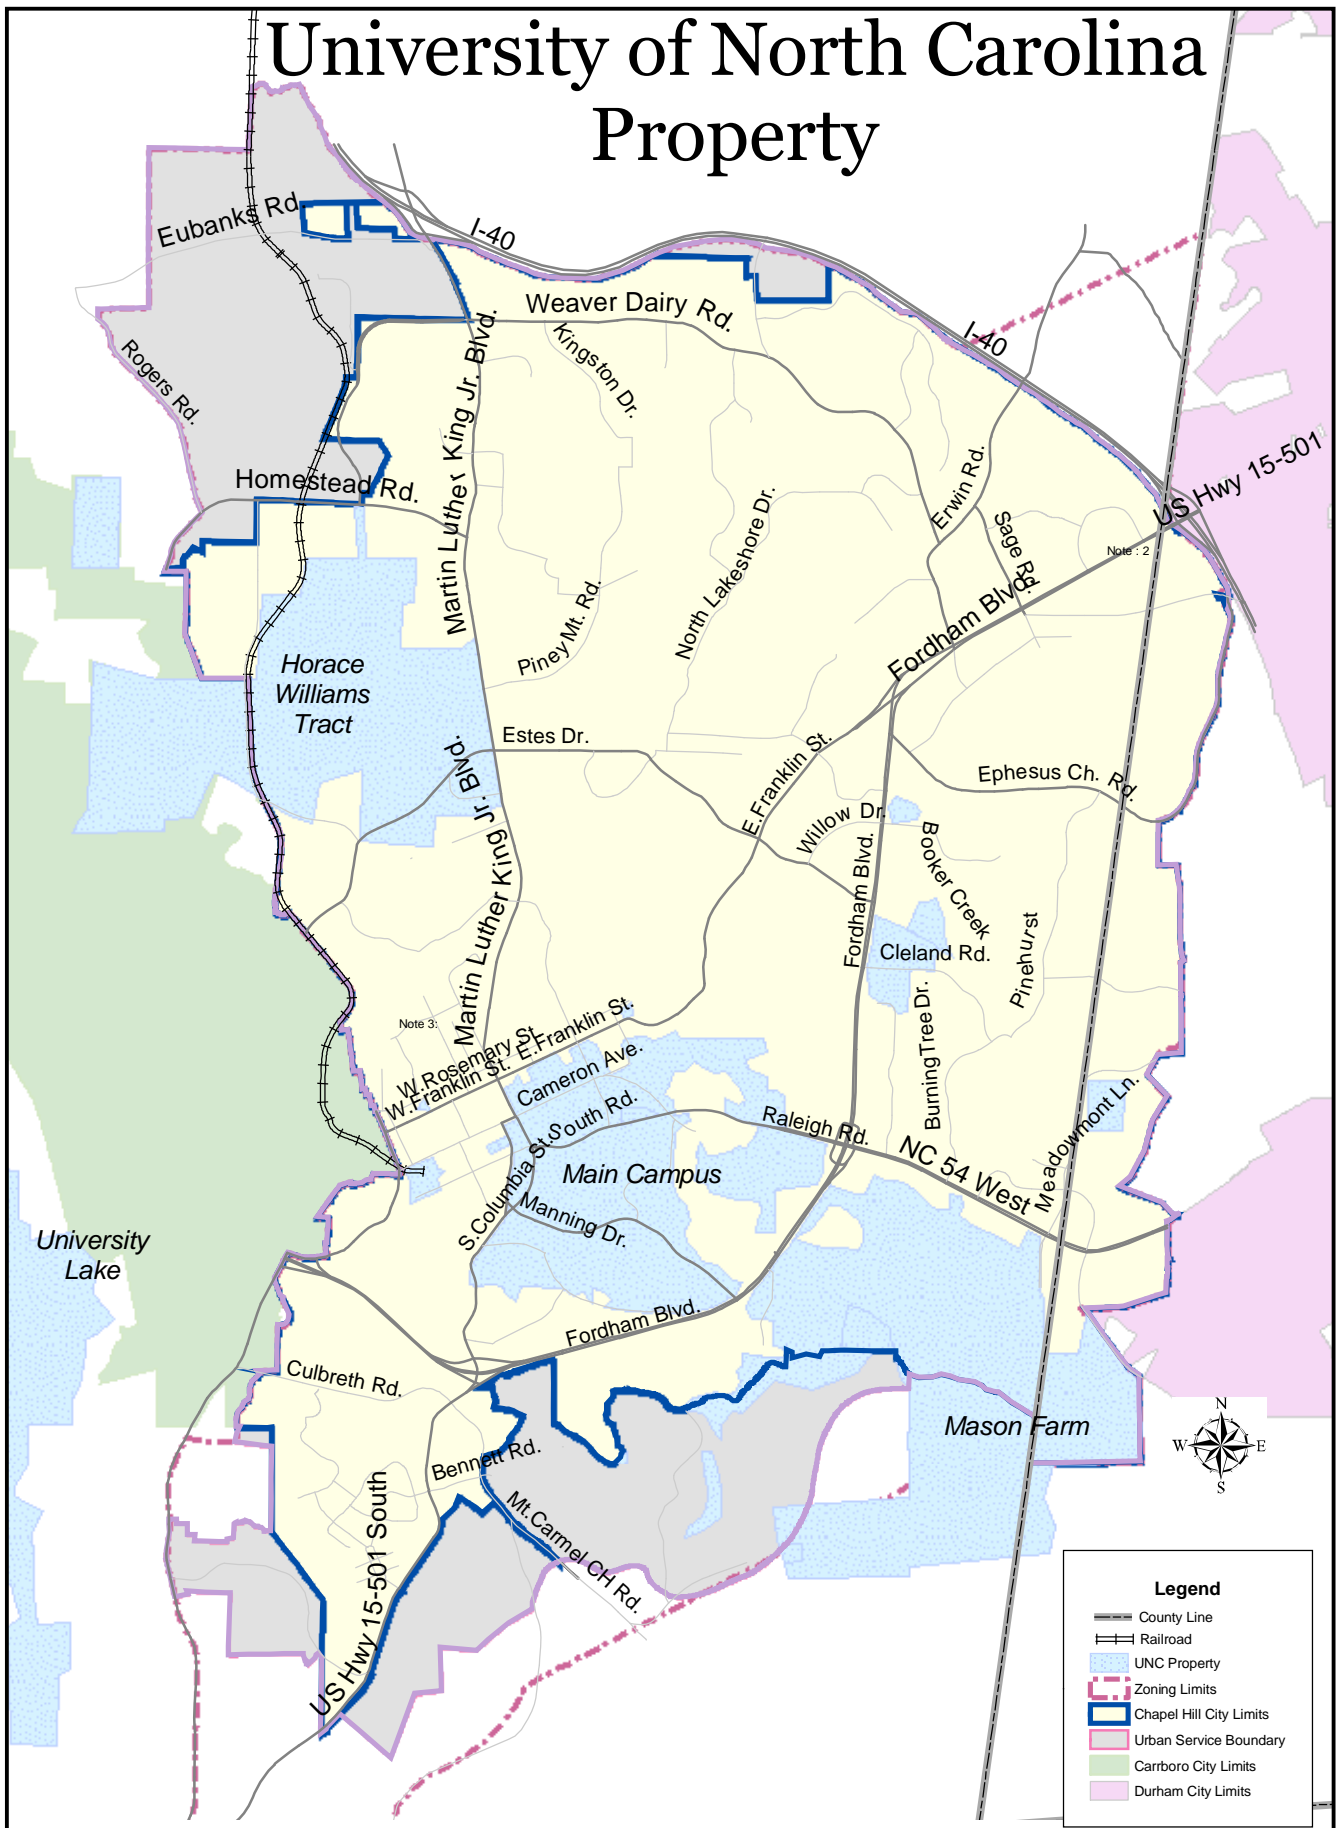 University of North Carolina
Property
Eubanks Rd.
I-40
Weaver Dairy Rd.
Kingston Dr.
I-40
Rogers Rd.
Martin Luther King Jr. Blvd.
US Hwy 15-501
Homestead Rd.
Erwin Rd.
Sage Rd.
Note : 2
North Lakeshore Dr.
Piney Mt. Rd.
Fordham Blvd.
Horace
Williams
Tract
Estes Dr.
Martin Luther King Jr. Blvd.
E.Franklin St.
Ephesus Ch. Rd.
Willow Dr.
Fordham Blvd.
Booker Creek
Cleland Rd.
Pinehurst
Burning Tree Dr.
Note 3:
W.Rosemary St.
E.Franklin St.
W.Franklin St.
Cameron Ave.
South Rd.
Raleigh Rd.
NC 54 West
Meadowmont Ln.
S.Columbia St.
Main Campus
Manning Dr.
University
Lake
Fordham Blvd.
Culbreth Rd.
Mason Farm
N
W
E
S
Bennett Rd.
Mt.Carmel CH Rd.
US Hwy 15-501 South
Legend
County Line
Railroad
UNC Property
Zoning Limits
Chapel Hill City Limits
Urban Service Boundary
Carrboro City Limits
Durham City Limits